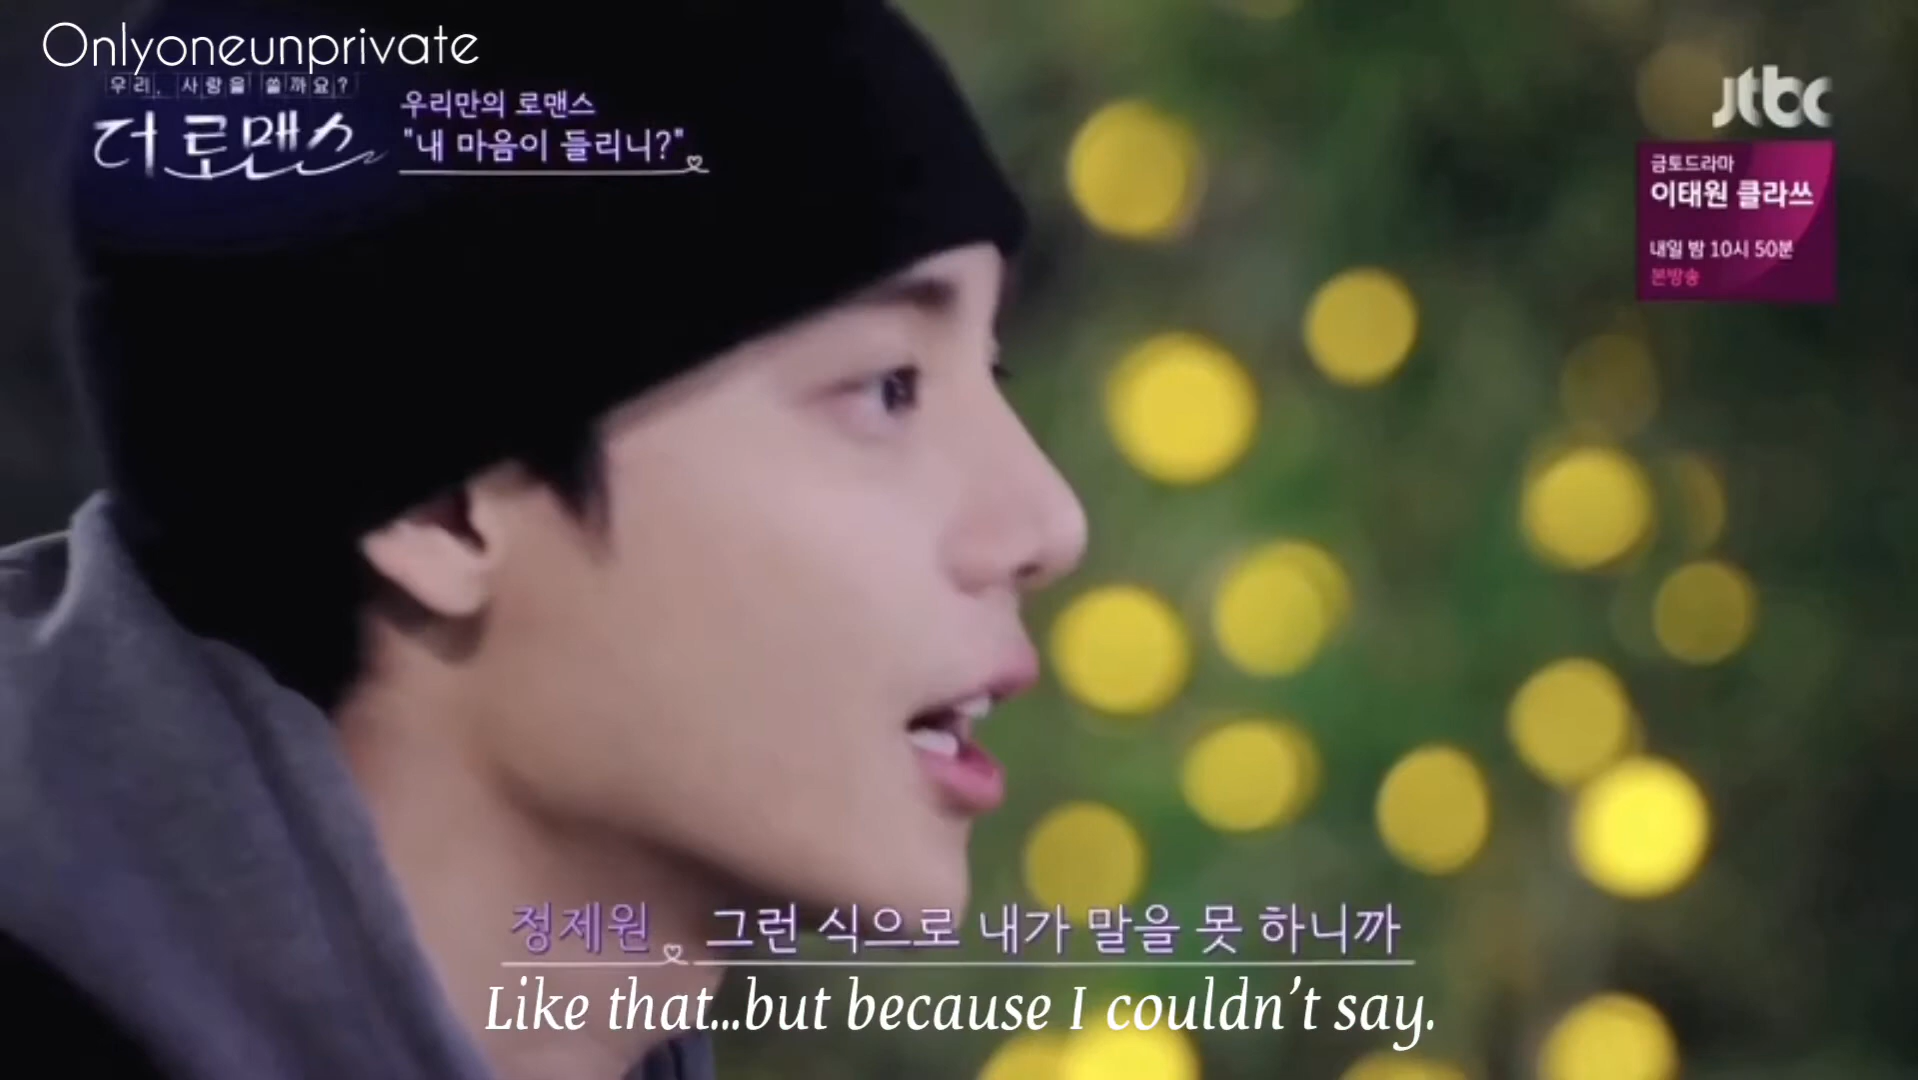 Onlyoneunprivate
우리, 사랑을 쓸까요?
더 로맨스
우리만의 로맨스
"내 마음이 들리니?"
jtbc
금토드라마
이태원 클라쓰
내일 밤 10시 50분
본방송
정제원 그런 식으로 내가 말을 못 하니까
Like that...but because I couldn't say.